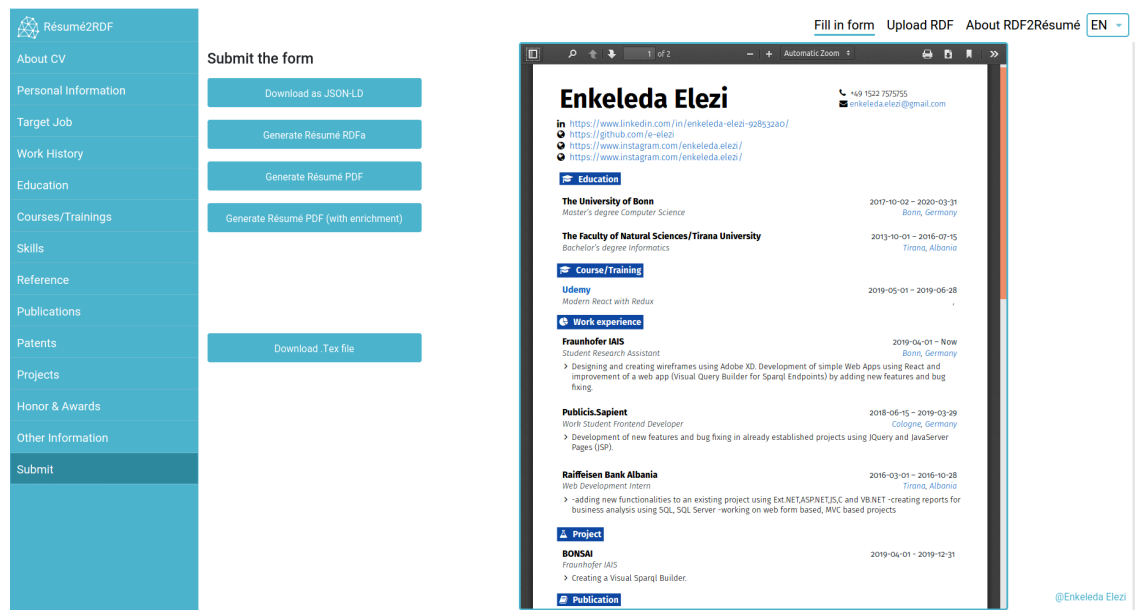 Résumé2RDF
Fill in form Upload RDF About RDF2Résumé EN
About CV
Personal Information
Target Job
Work History
Education
Courses/Trainings
Skills
Reference
Publications
Patents
Projects
Honor & Awards
Other Information
Submit
Submit the form
Download as JSON-LD
Generate Résumé RDFa
Generate Résumé PDF
Generate Résumé PDF (with enrichment)
Download .Tex file
1 of 2 Automatic Zoom
Enkeleda Elezi
+49 1522 7575755
enkeleda.elezi@gmail.com
https://www.linkedin.com/in/enkeleda-elezi-928532a0/
https://github.com/e-elezi
https://www.instagram.com/enkeleda.elezi/
https://www.instagram.com/enkeleda.elezi/
Education
The University of Bonn 2017-10-02 – 2020-03-31
Master's degree Computer Science Bonn, Germany
The Faculty of Natural Sciences/Tirana University 2013-10-01 – 2016-07-15
Bachelor's degree Informatics Tirana, Albania
Course/Training
Udemy 2019-05-01 – 2019-06-28
Modern React with Redux ,
Work experience
Fraunhofer IAIS 2019-04-01 – Now
Student Research Assistant Bonn, Germany
> Designing and creating wireframes using Adobe XD. Development of simple Web Apps using React and
improvement of a web app (Visual Query Builder for Sparql Endpoints) by adding new features and bug
fixing.
Publicis.Sapient 2018-06-15 – 2019-03-29
Work Student Frontend Developer Cologne, Germany
> Development of new features and bug fixing in already established projects using JQuery and JavaServer
Pages (JSP).
Raiffeisen Bank Albania 2016-03-01 – 2016-10-28
Web Development Intern Tirana, Albania
> -adding new functionalities to an existing project using Ext.NET,ASP.NET,JS,C and VB.NET -creating reports for
business analysis using SQL, SQL Server -working on web form based, MVC based projects
Project
BONSAI 2019-04-01 - 2019-12-31
Fraunhofer IAIS
> Creating a Visual Sparql Builder.
Publication
@Enkeleda Elezi